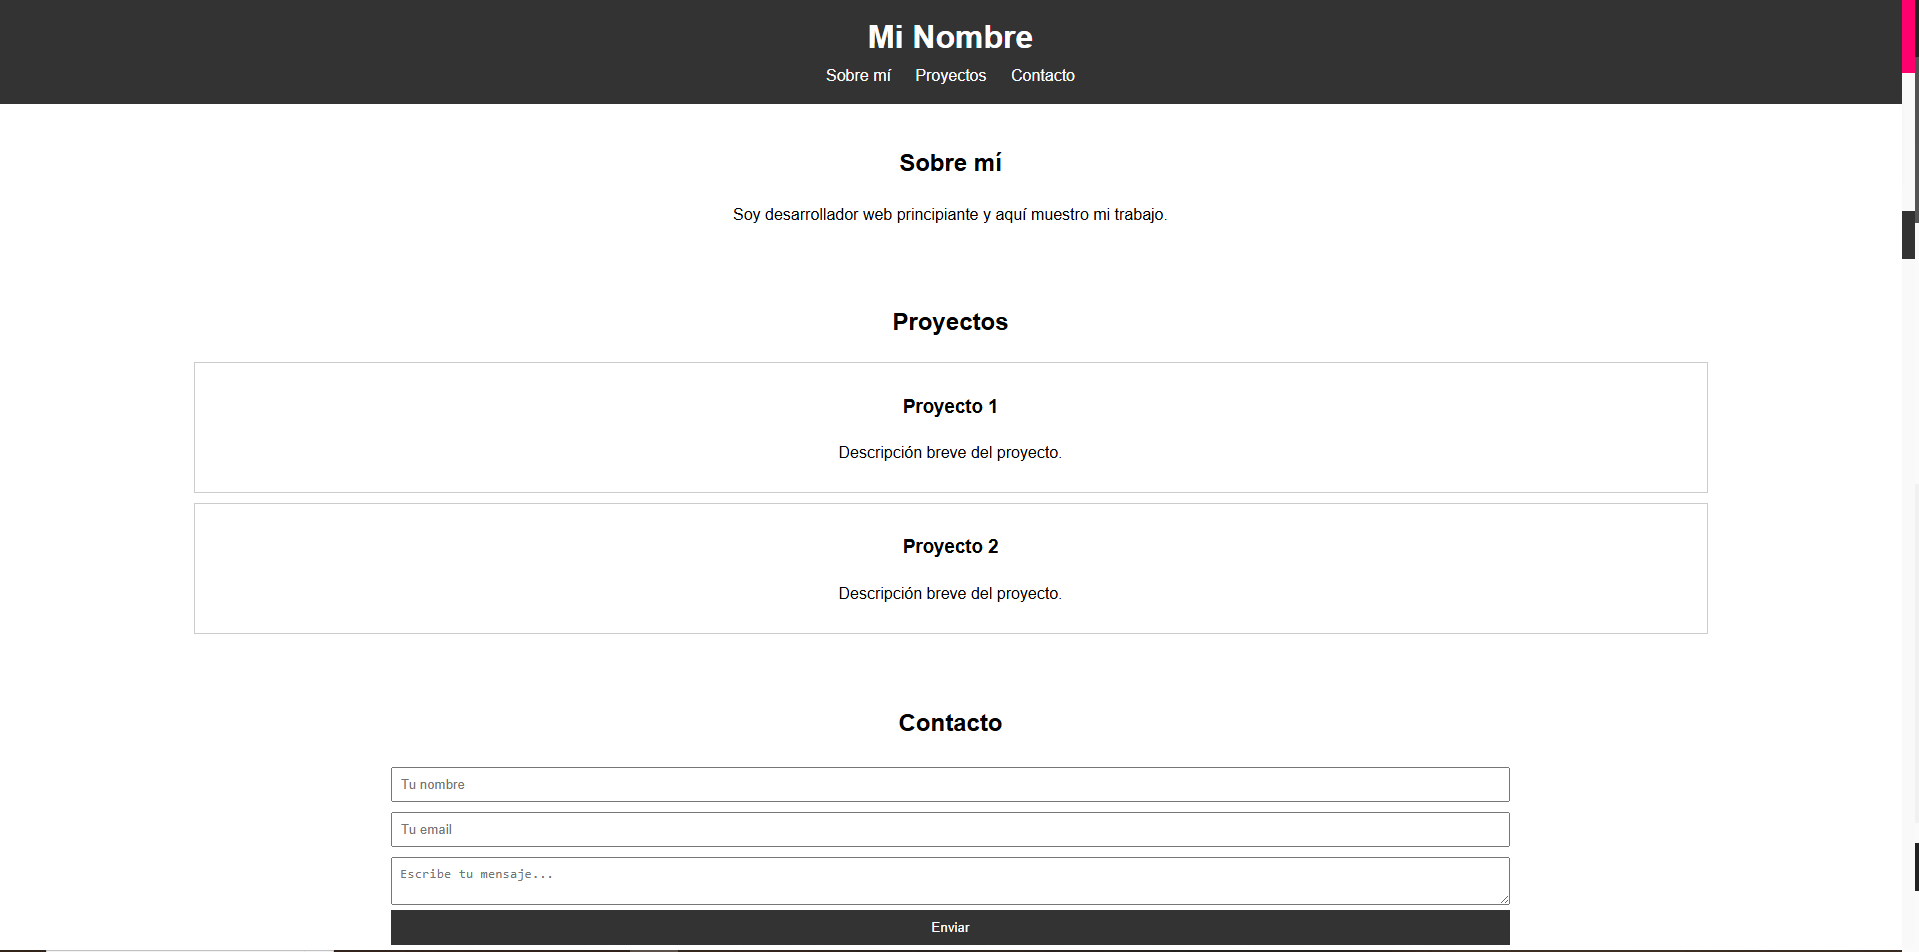 Mi Nombre
Sobre mí Proyectos Contacto
Sobre mí
Soy desarrollador web principiante y aquí muestro mi trabajo.
Proyectos
Proyecto 1
Descripción breve del proyecto.
Proyecto 2
Descripción breve del proyecto.
Contacto
Tu nombre
Tu email
Escribe tu mensaje...
Enviar